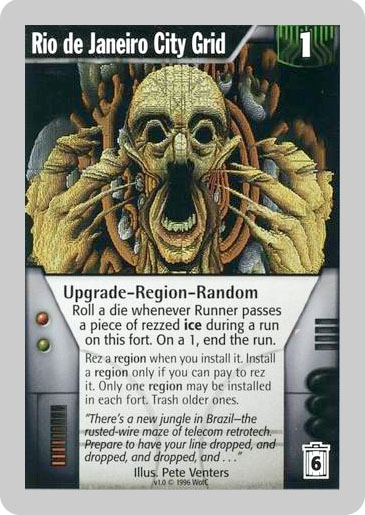 Rio de Janeiro City Grid
1
Upgrade-Region-Random
Roll a die whenever Runner passes
a piece of rezzed ice during a run
on this fort. On a 1, end the run.
Rez a region when you install it. Install
a region only if you can pay to rez
it. Only one region may be installed
in each fort. Trash older ones.
"There's a new jungle in Brazil—the
rusted-wire maze of telecom retrotech.
Prepare to have your line dropped, and
dropped, and dropped, and . . ."
Illus. Pete Venters
v1.0 © 1996 WotC
6